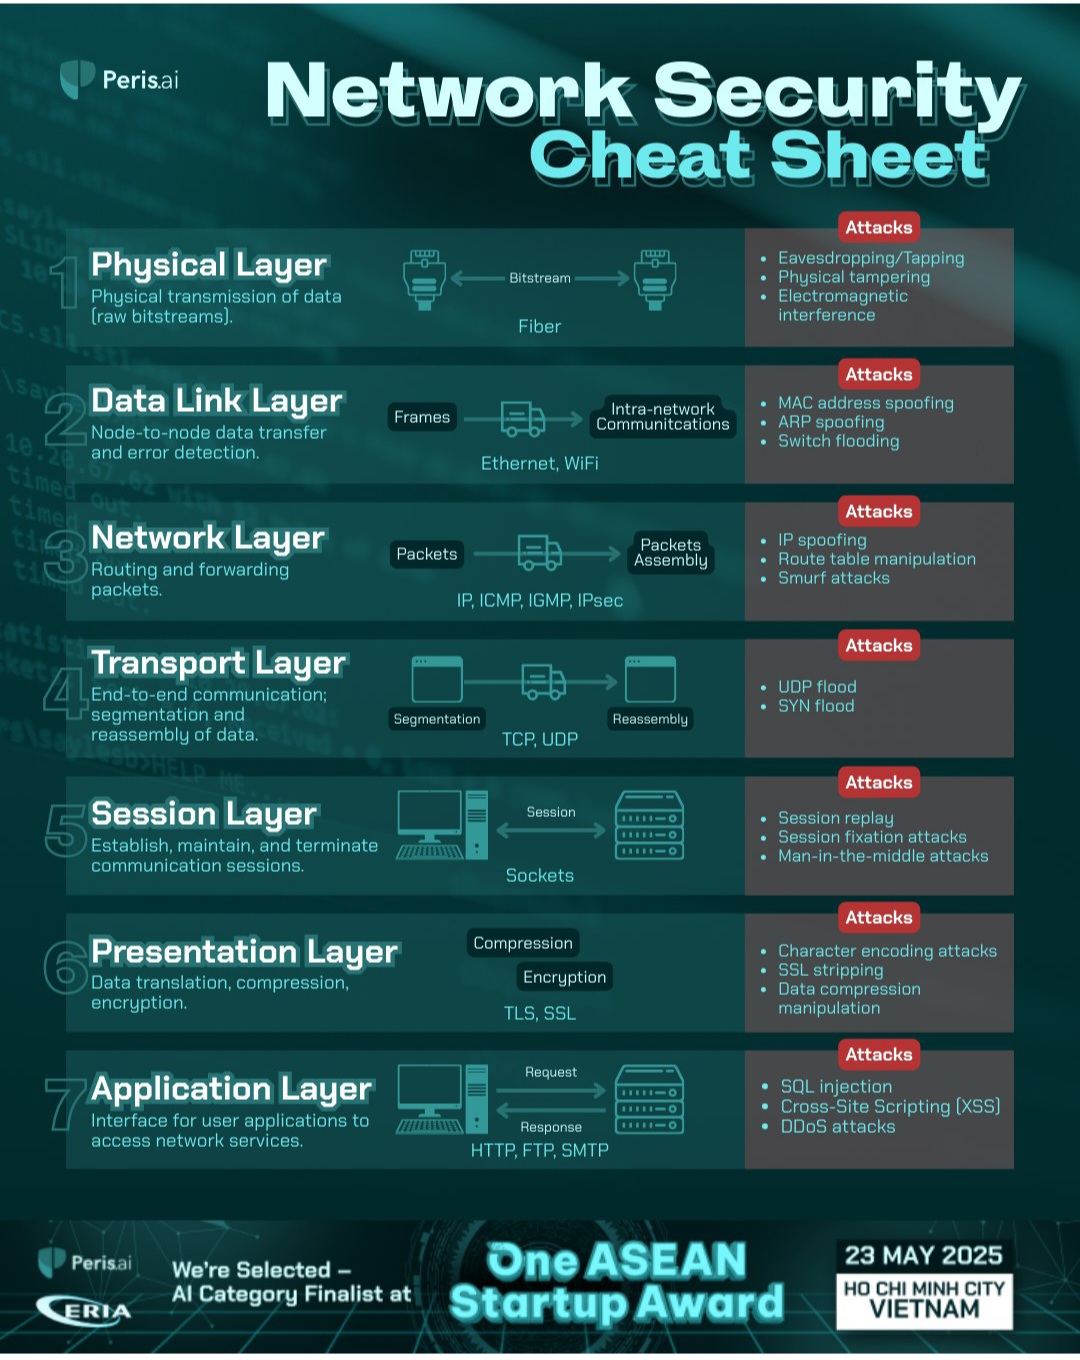 Peris.ai
Network Security
Cheat Sheet
1
Physical Layer
Physical transmission of data
(raw bitstreams).
Bitstream
Fiber
Attacks
• Eavesdropping/Tapping
• Physical tampering
• Electromagnetic
interference
2
Data Link Layer
Node-to-node data transfer
and error detection.
Frames
Intra-network
Communitcations
Ethernet, WiFi
Attacks
• MAC address spoofing
• ARP spoofing
• Switch flooding
3
Network Layer
Routing and forwarding
packets.
Packets
Packets
Assembly
IP, ICMP, IGMP, IPsec
Attacks
• IP spoofing
• Route table manipulation
• Smurf attacks
4
Transport Layer
End-to-end communication;
segmentation and
reassembly of data.
Segmentation
Reassembly
TCP, UDP
Attacks
• UDP flood
• SYN flood
5
Session Layer
Establish, maintain, and terminate
communication sessions.
Session
Sockets
Attacks
• Session replay
• Session fixation attacks
• Man-in-the-middle attacks
6
Presentation Layer
Data translation, compression,
encryption.
Compression
Encryption
TLS, SSL
Attacks
• Character encoding attacks
• SSL stripping
• Data compression
manipulation
7
Application Layer
Interface for user applications to
access network services.
Request
Response
HTTP, FTP, SMTP
Attacks
• SQL injection
• Cross-Site Scripting (XSS)
• DDoS attacks
Peris.ai
ERIA
We're Selected –
AI Category Finalist at
One ASEAN
Startup Award
23 MAY 2025
HO CHI MINH CITY
VIETNAM